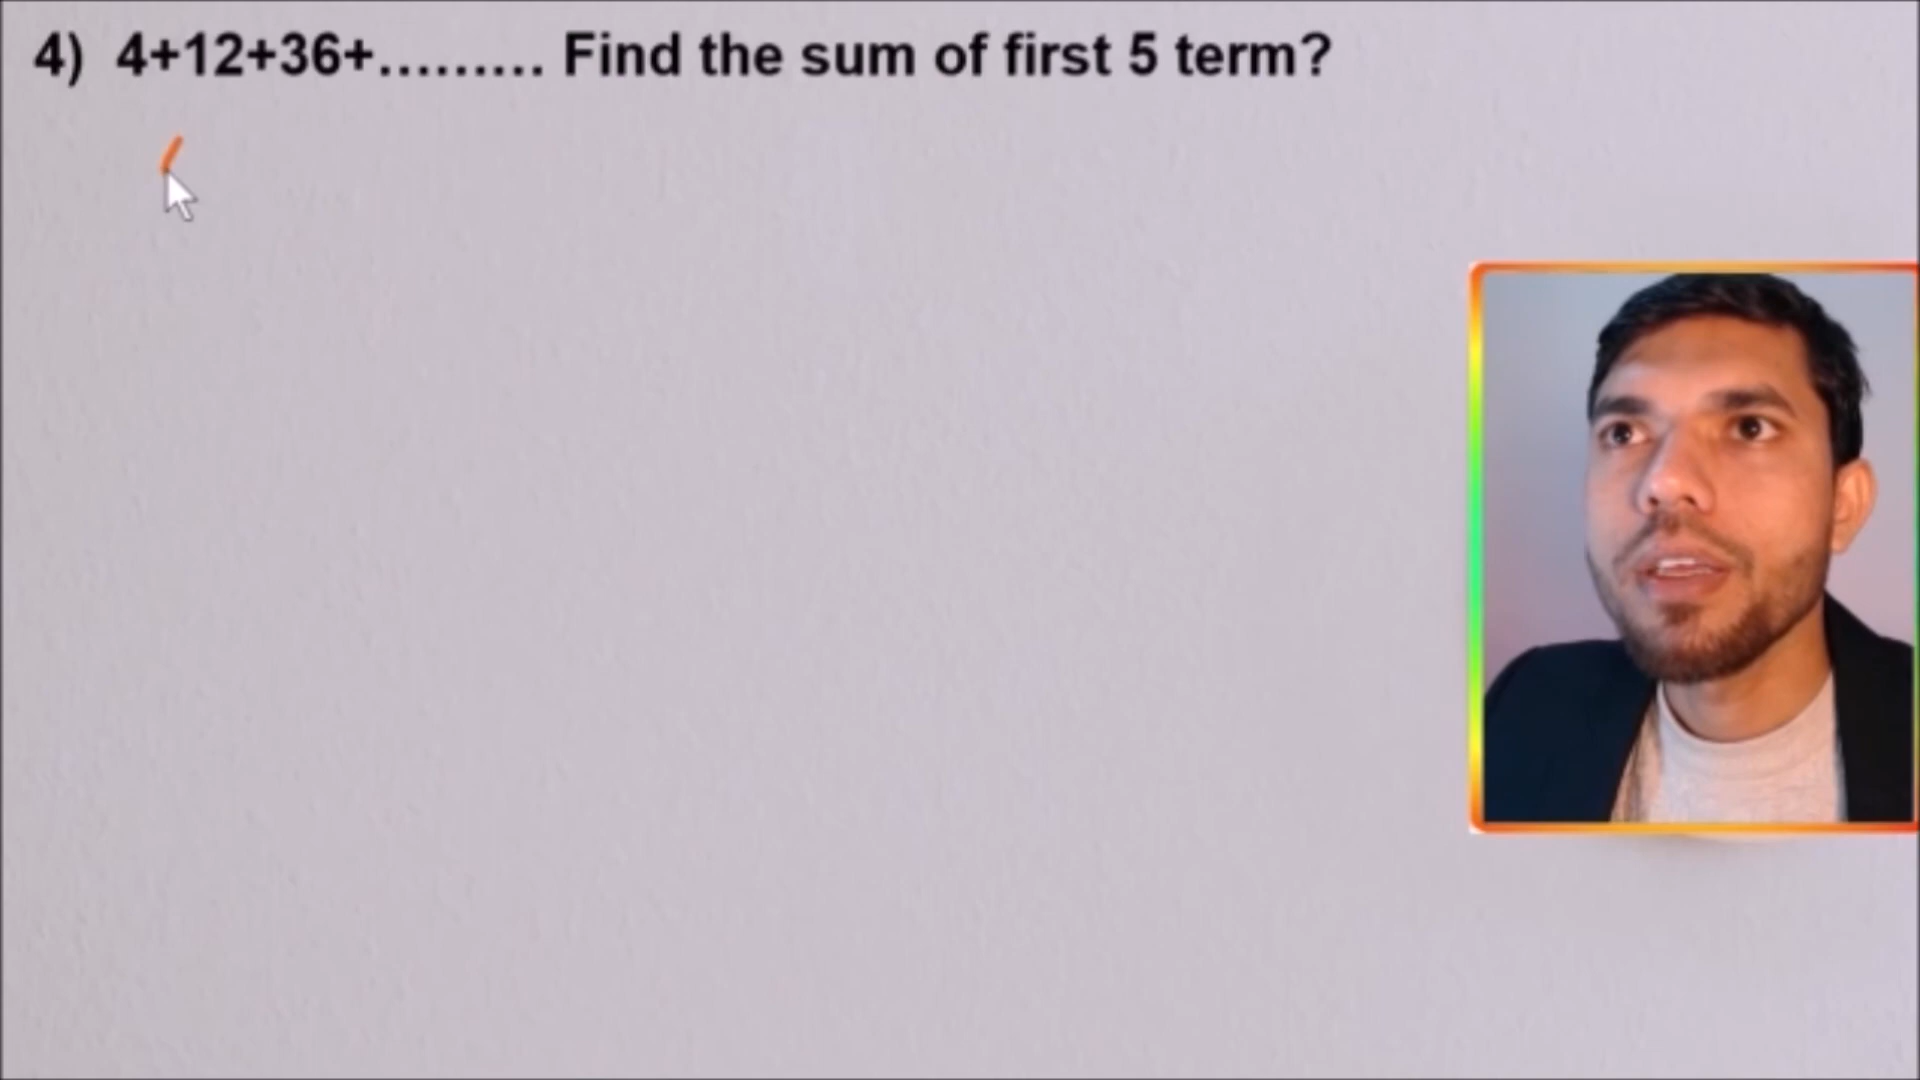 4) 4+12+36+......... Find the sum of first 5 term?